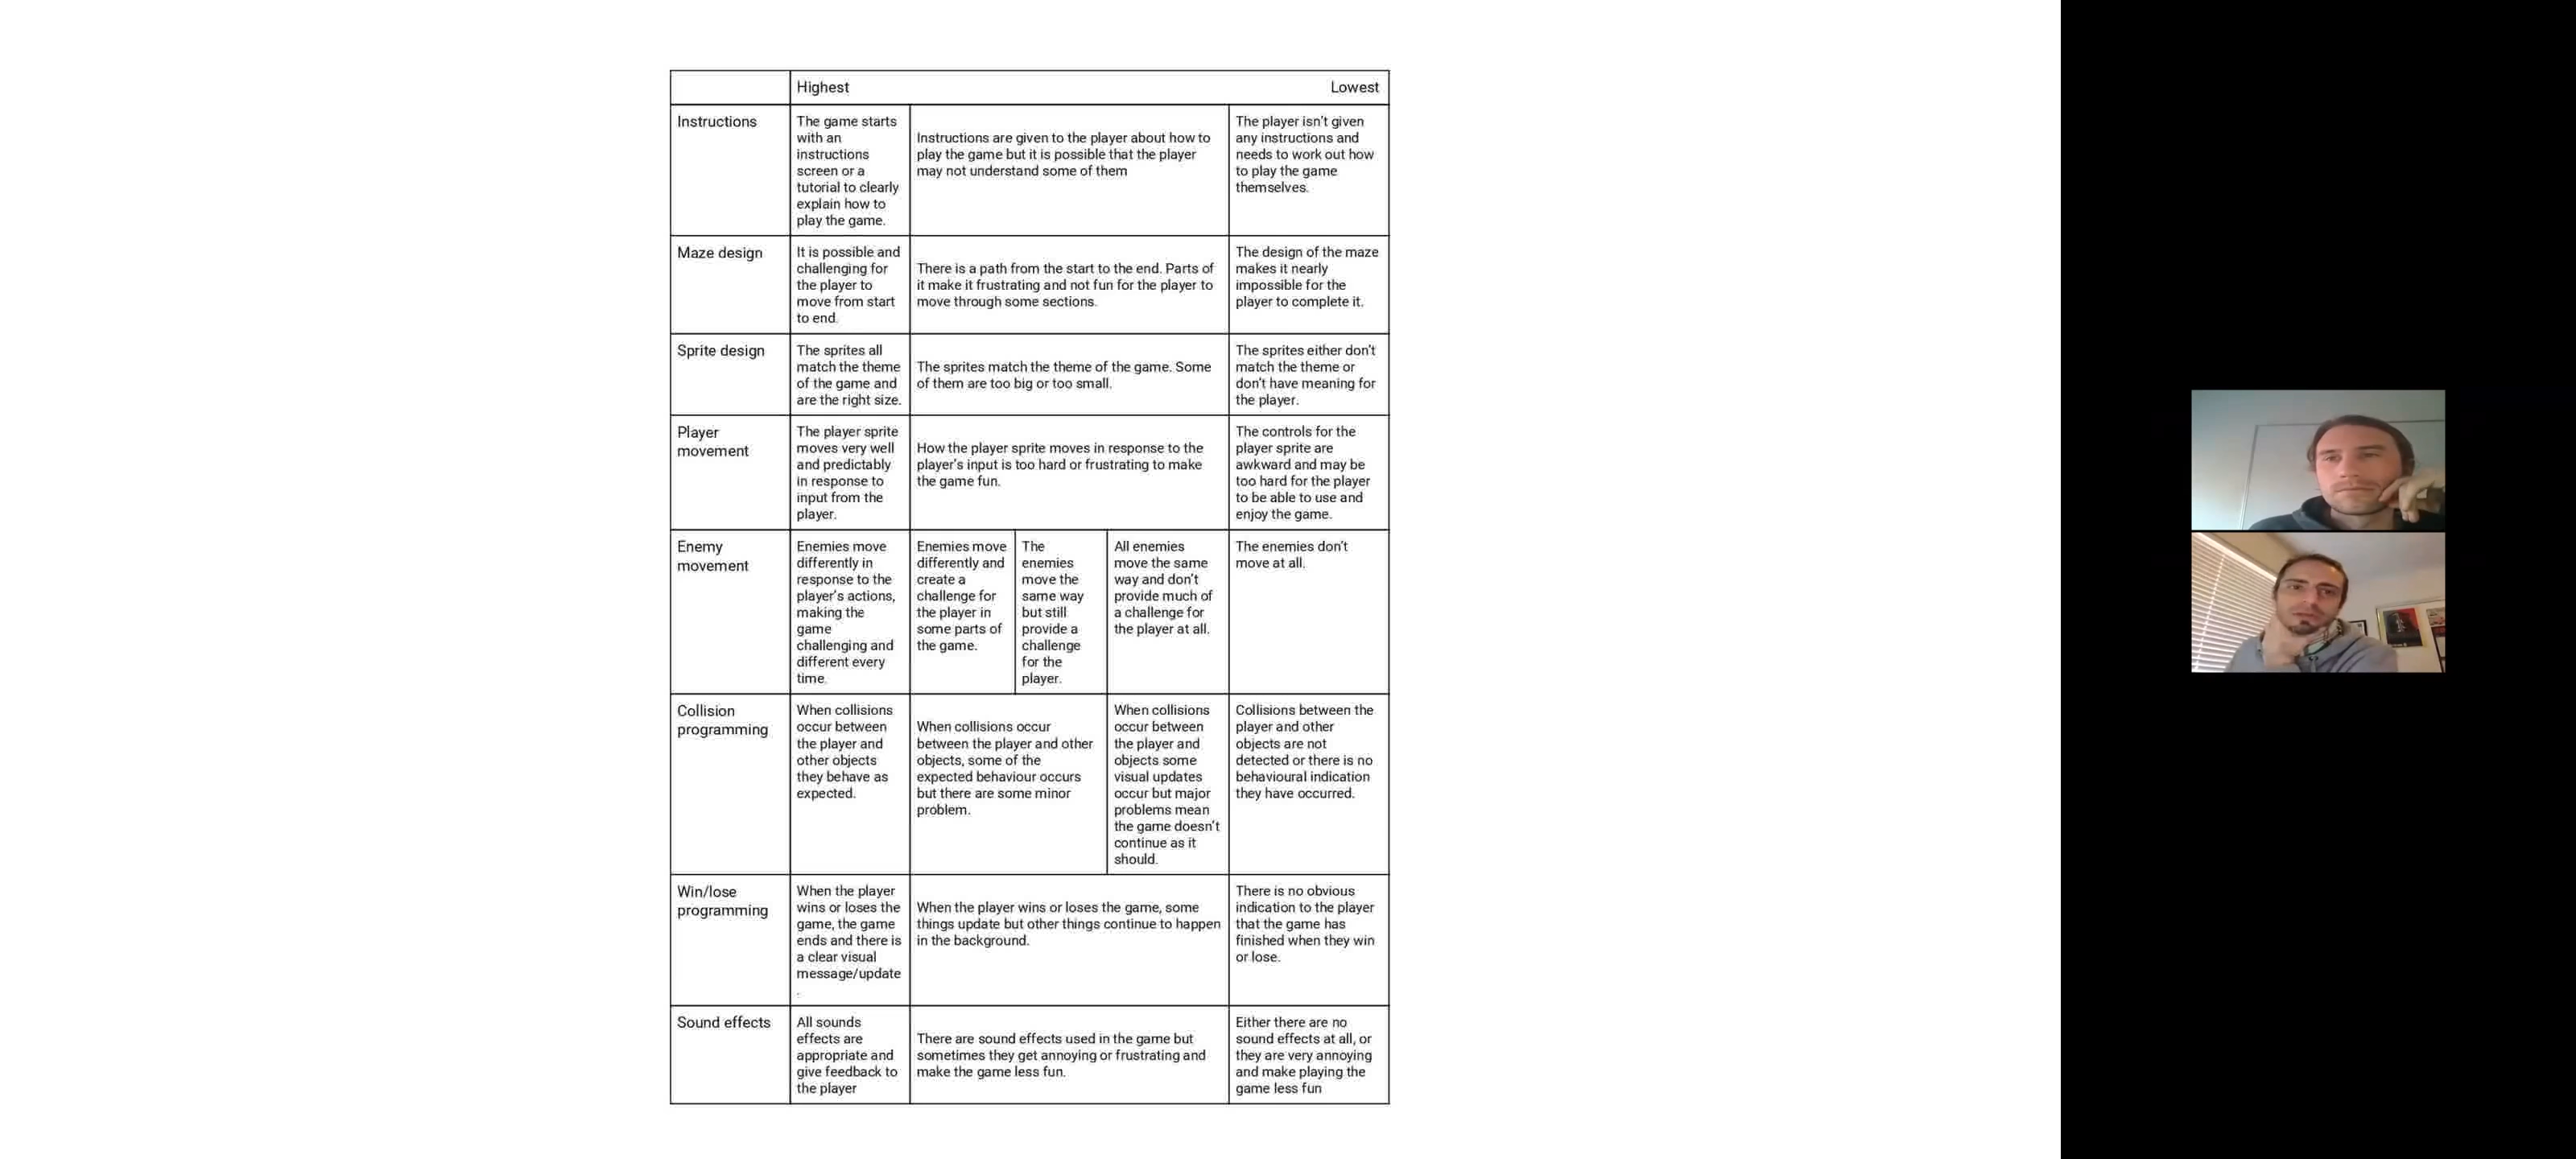 Highest
Lowest
Instructions
The game starts
with an
instructions
screen or a
tutorial to clearly
explain how to
play the game.
Instructions are given to the player about how to
play the game but it is possible that the player
may not understand some of them
The player isn't given
any instructions and
needs to work out how
to play the game
themselves.
Maze design
It is possible and
challenging for
the player to
move from start
to end.
There is a path from the start to the end. Parts of
it make it frustrating and not fun for the player to
move through some sections.
The design of the maze
makes it nearly
impossible for the
player to complete it.
Sprite design
The sprites all
match the theme
of the game and
are the right size.
The sprites match the theme of the game. Some
of them are too big or too small.
The sprites either don't
match the theme or
don't have meaning for
the player.
Player
movement
The player sprite
moves very well
and predictably
in response to
input from the
player.
How the player sprite moves in response to the
player's input is too hard or frustrating to make
the game fun.
The controls for the
player sprite are
awkward and may be
too hard for the player
to be able to use and
enjoy the game.
Enemy
movement
Enemies move
differently in
response to the
player's actions,
making the
game
challenging and
different every
time.
Enemies move
differently and
create a
challenge for
the player in
some parts of
the game.
The
enemies
move the
same way
but still
provide a
challenge
for the
player.
All enemies
move the same
way and don't
provide much of
a challenge for
the player at all.
The enemies don't
move at all.
Collision
programming
When collisions
occur between
the player and
other objects
they behave as
expected.
When collisions occur
between the player and other
objects, some of the
expected behaviour occurs
but there are some minor
problem.
When collisions
occur between
the player and
objects some
visual updates
occur but major
problems mean
the game doesn't
continue as it
should.
Collisions between the
player and other
objects are not
detected or there is no
behavioural indication
they have occurred.
Win/lose
programming
When the player
wins or loses the
game, the game
ends and there is
a clear visual
message/update
.
When the player wins or loses the game, some
things update but other things continue to happen
in the background.
There is no obvious
indication to the player
that the game has
finished when they win
or lose.
Sound effects
All sounds
effects are
appropriate and
give feedback to
the player
There are sound effects used in the game but
sometimes they get annoying or frustrating and
make the game less fun.
Either there are no
sound effects at all, or
they are very annoying
and make playing the
game less fun